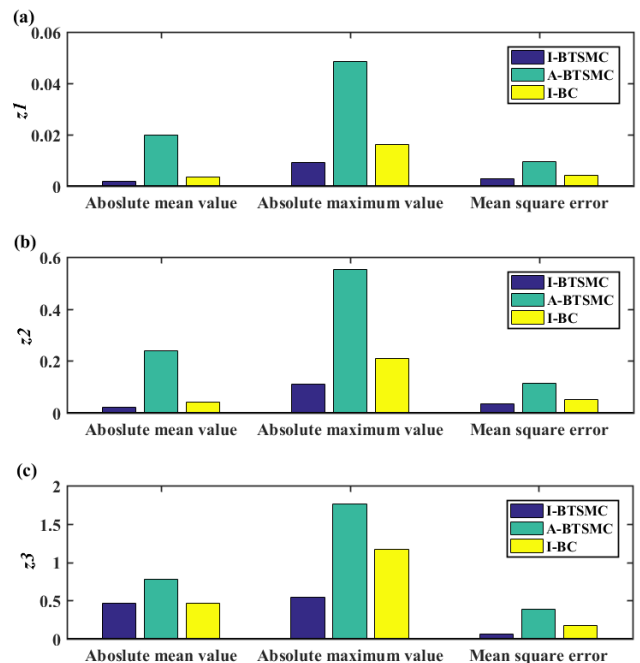 (a)
0.06
0.04
0.02
0
z1
I-BTSMC
A-BTSMC
I-BC
Aboslute mean value Absolute maximum value Mean square error
(b)
0.6
0.4
0.2
0
z2
I-BTSMC
A-BTSMC
I-BC
Aboslute mean value Absolute maximum value Mean square error
(c)
2
1.5
1
0.5
0
z3
I-BTSMC
A-BTSMC
I-BC
Aboslute mean value Absolute maximum value Mean square error